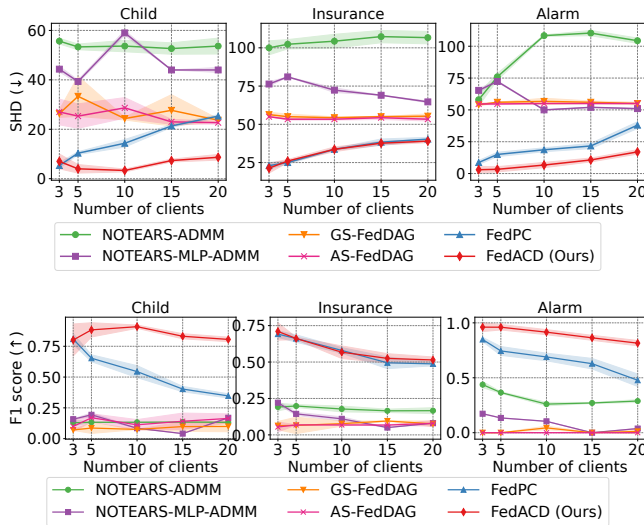 Child Insurance Alarm
SHD (↓)
60
40
20
0
100
75
50
25
125
100
75
50
25
0
3 5 10 15 20 3 5 10 15 20 3 5 10 15 20
Number of clients Number of clients Number of clients
NOTEARS-ADMM GS-FedDAG FedPC
NOTEARS-MLP-ADMM AS-FedDAG FedACD (Ours)
Child Insurance Alarm
F1 score (↑)
0.75
0.50
0.25
0.00
0.75
0.5
0.2
0.0
1.0
0.5
0.0
3 5 10 15 20 3 5 10 15 20 3 5 10 15 20
Number of clients Number of clients Number of clients
NOTEARS-ADMM GS-FedDAG FedPC
NOTEARS-MLP-ADMM AS-FedDAG FedACD (Ours)